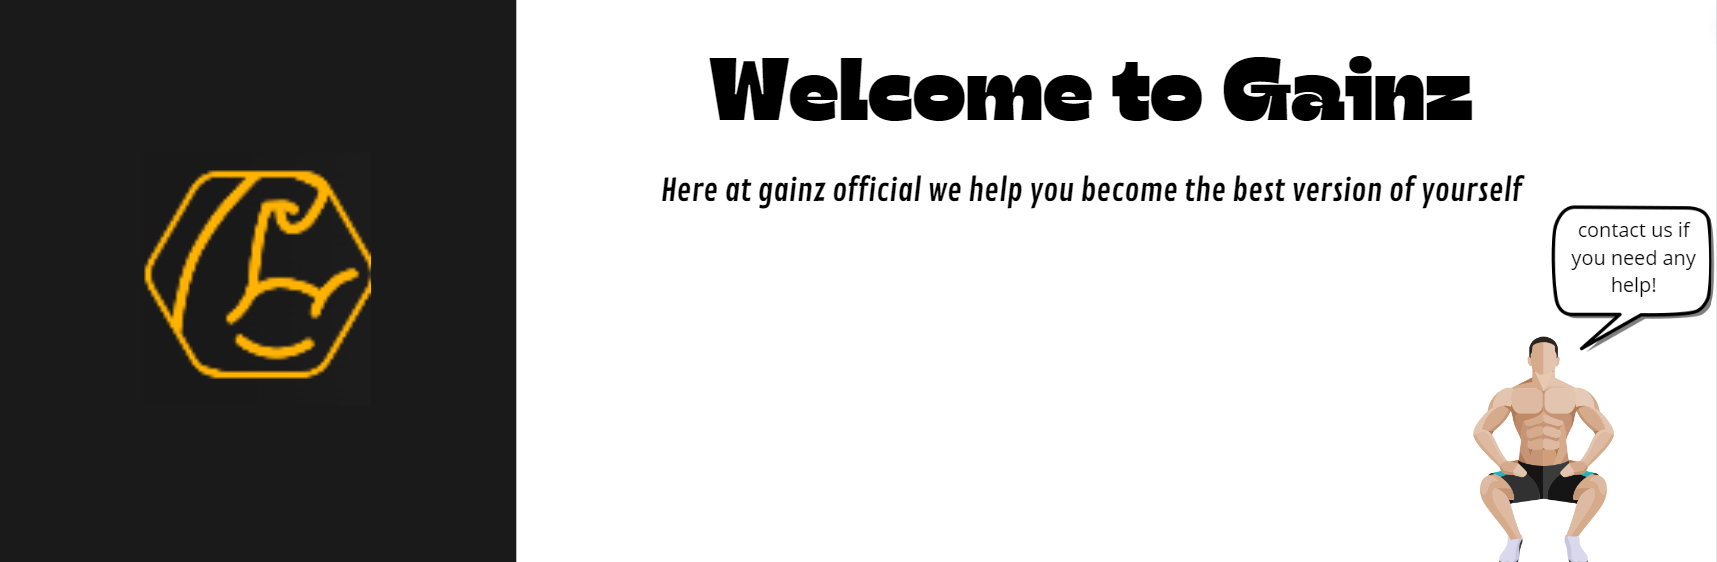 Welcome to Gainz
Here at gainz official we help you become the best version of yourself
contact us if
you need any
help!